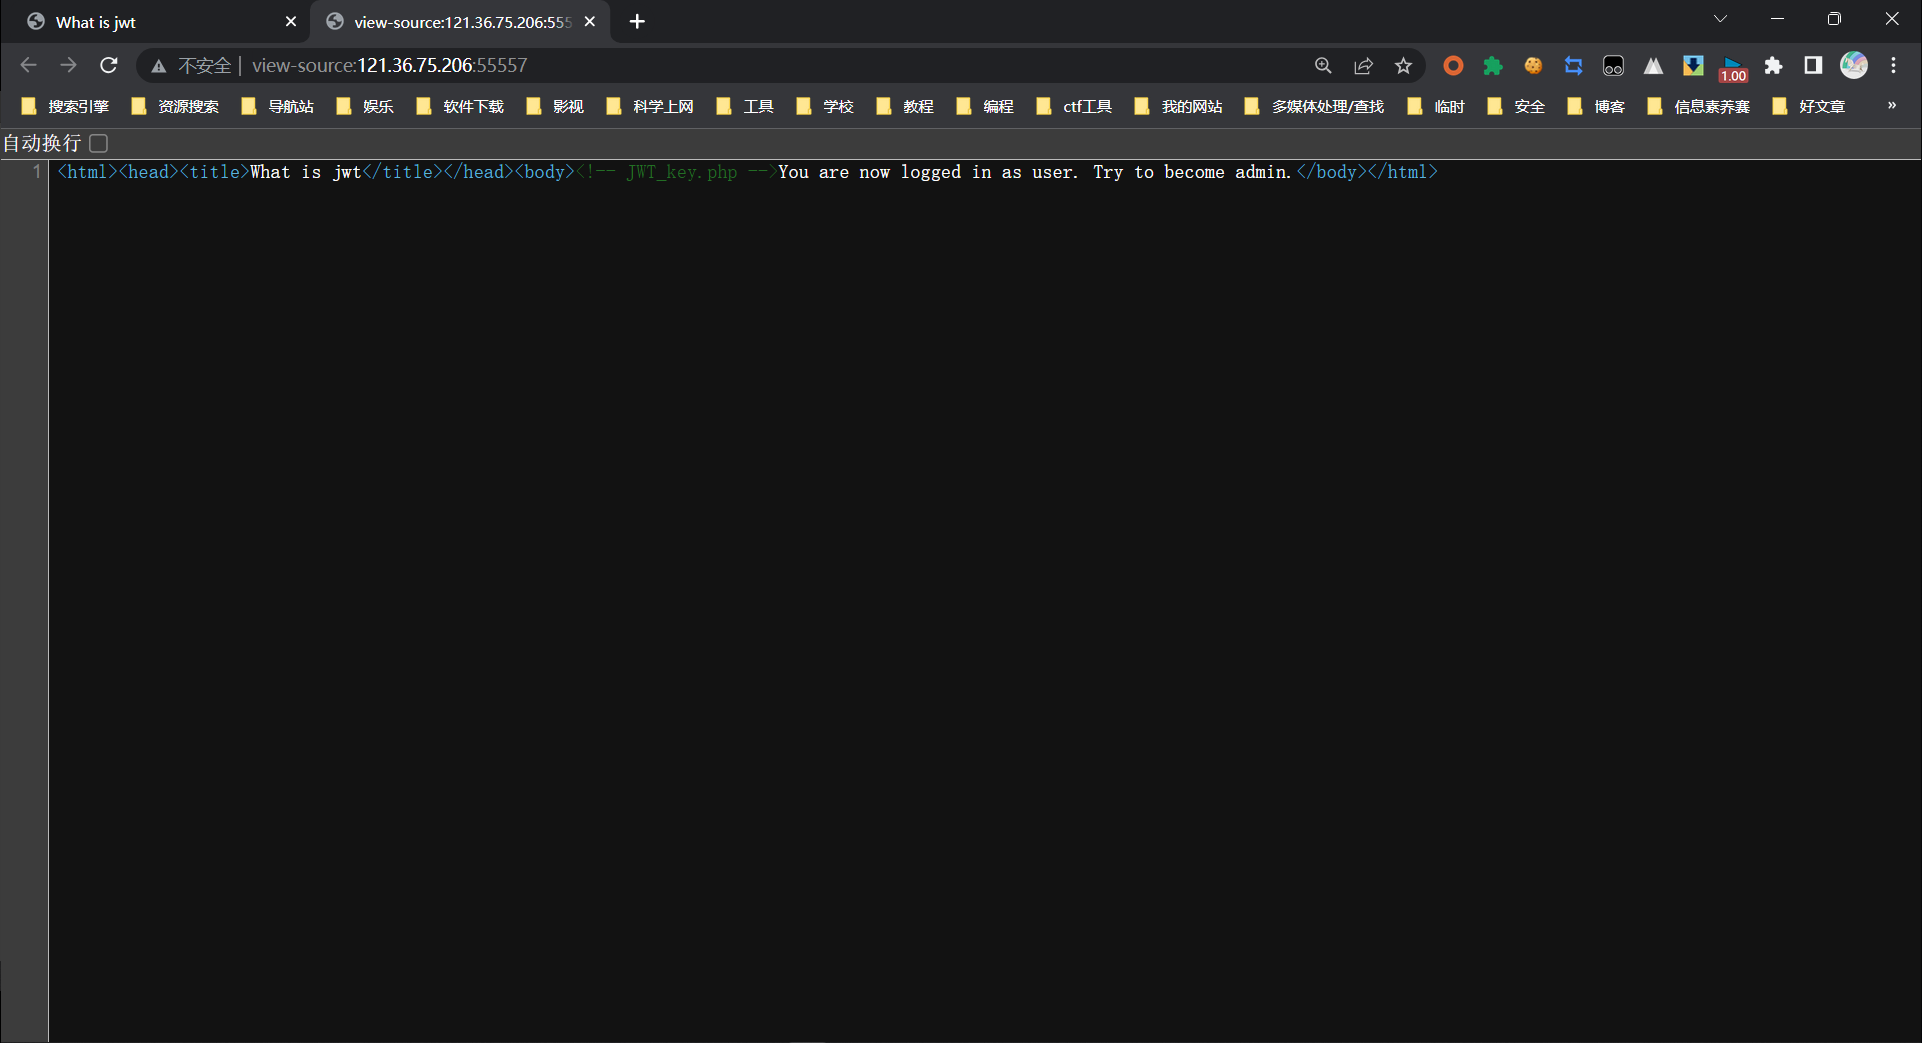 What is jwt
view-source:121.36.75.206:555
不安全 | view-source:121.36.75.206:55557
1.00
搜索引擎 资源搜索 导航站 娱乐 软件下载 影视 科学上网 工具 学校 教程 编程 ctf工具 我的网站 多媒体处理/查找 临时 安全 博客 信息素养赛 好文章 »
自动换行
1 <html><head><title>What is jwt</title></head><body><!-- JWT_key.php -->You are now logged in as user. Try to become admin.</body></html>